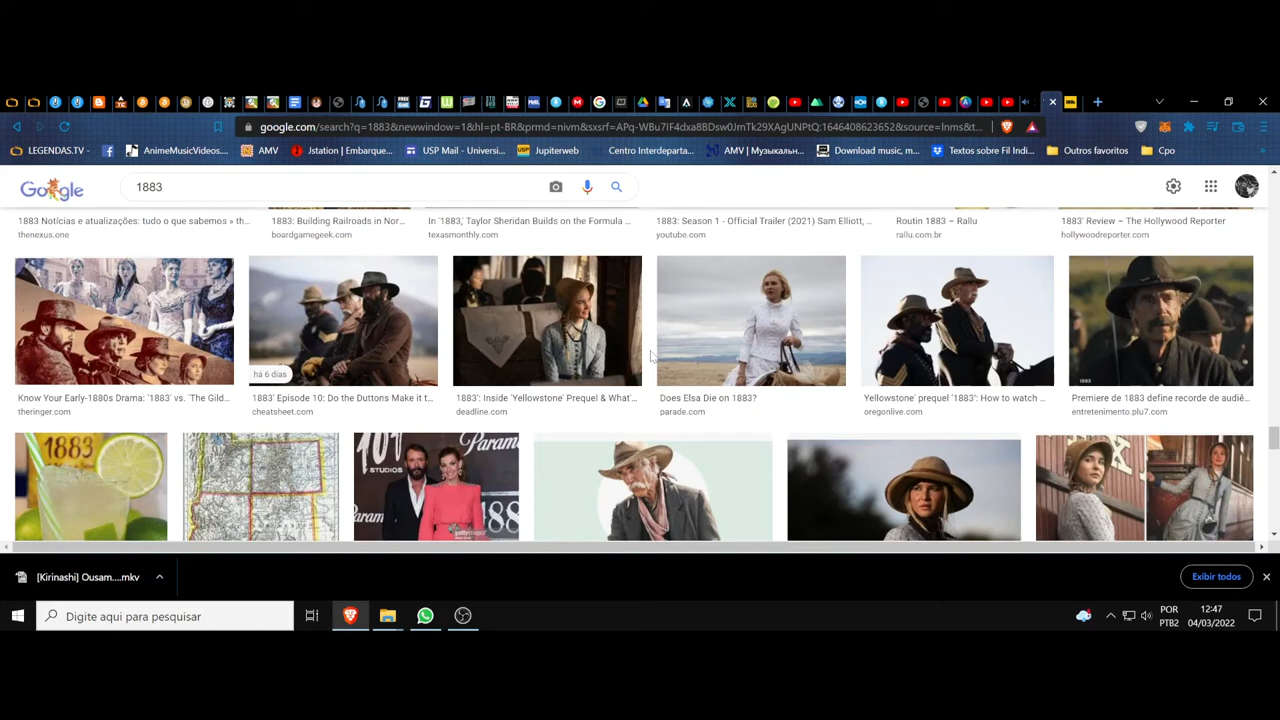 google.com/search?q=1883&newwindow=1&hl=pt-BR&prmd=nivm&sxsrf=APq-WBu7IF4dxa8BDsw0JmTk29XAgUNPtQ:1646408623652&source=lnms&t...
LEGENDAS.TV - AnimeMusicVideos... AMV Jstation | Embarque... USP Mail - Universi... Jupiterweb Centro Interdeparta... AMV | Музыкальн... Download music, m... Textos sobre Fil Indi... Outros favoritos Cpo
Google 1883
1883 Notícias e atualizações: tudo o que sabemos » th...
thenexus.one
1883: Building Railroads in Nor...
boardgamegeek.com
In '1883,' Taylor Sheridan Builds on the Formula ...
texasmonthly.com
1883: Season 1 - Official Trailer (2021) Sam Elliott, ...
youtube.com
Routin 1883 – Rallu
rallu.com.br
1883' Review – The Hollywood Reporter
hollywoodreporter.com
há 6 dias
1883
Know Your Early-1880s Drama: '1883' vs. 'The Gild...
theringer.com
1883' Episode 10: Do the Duttons Make it t...
cheatsheet.com
1883': Inside 'Yellowstone' Prequel & What'...
deadline.com
Does Elsa Die on 1883?
parade.com
Yellowstone' prequel '1883': How to watch ...
oregonlive.com
Premiere de 1883 define recorde de audiê...
entretenimento.plu7.com
1883
101
STUDIOS
Paramo
Param
188
gettyimages
[Kirinashi] Ousam....mkv
Exibir todos
Digite aqui para pesquisar
POR
PTB2
12:47
04/03/2022